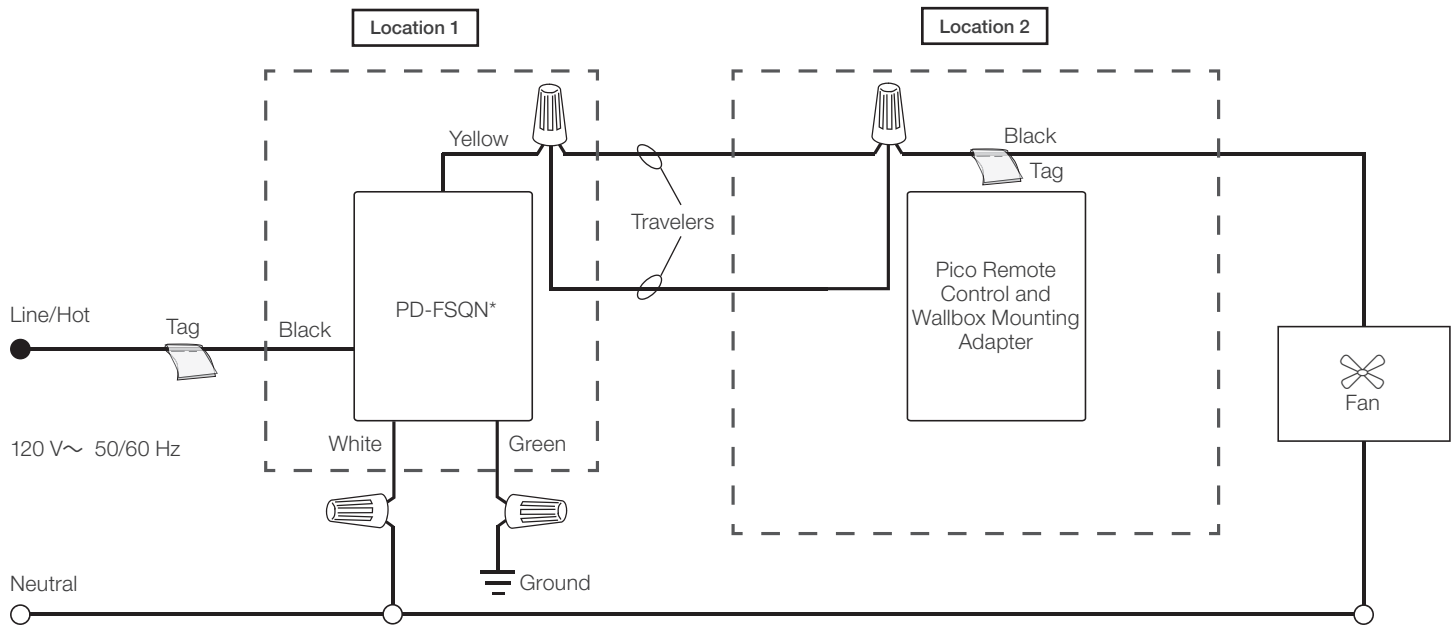 Location 1
Location 2
Yellow
Black
Tag
Travelers
PD-FSQN*
Pico Remote
Control and
Wallbox Mounting
Adapter
Line/Hot
Tag
Black
Fan
120 V~ 50/60 Hz
White
Green
Neutral
Ground